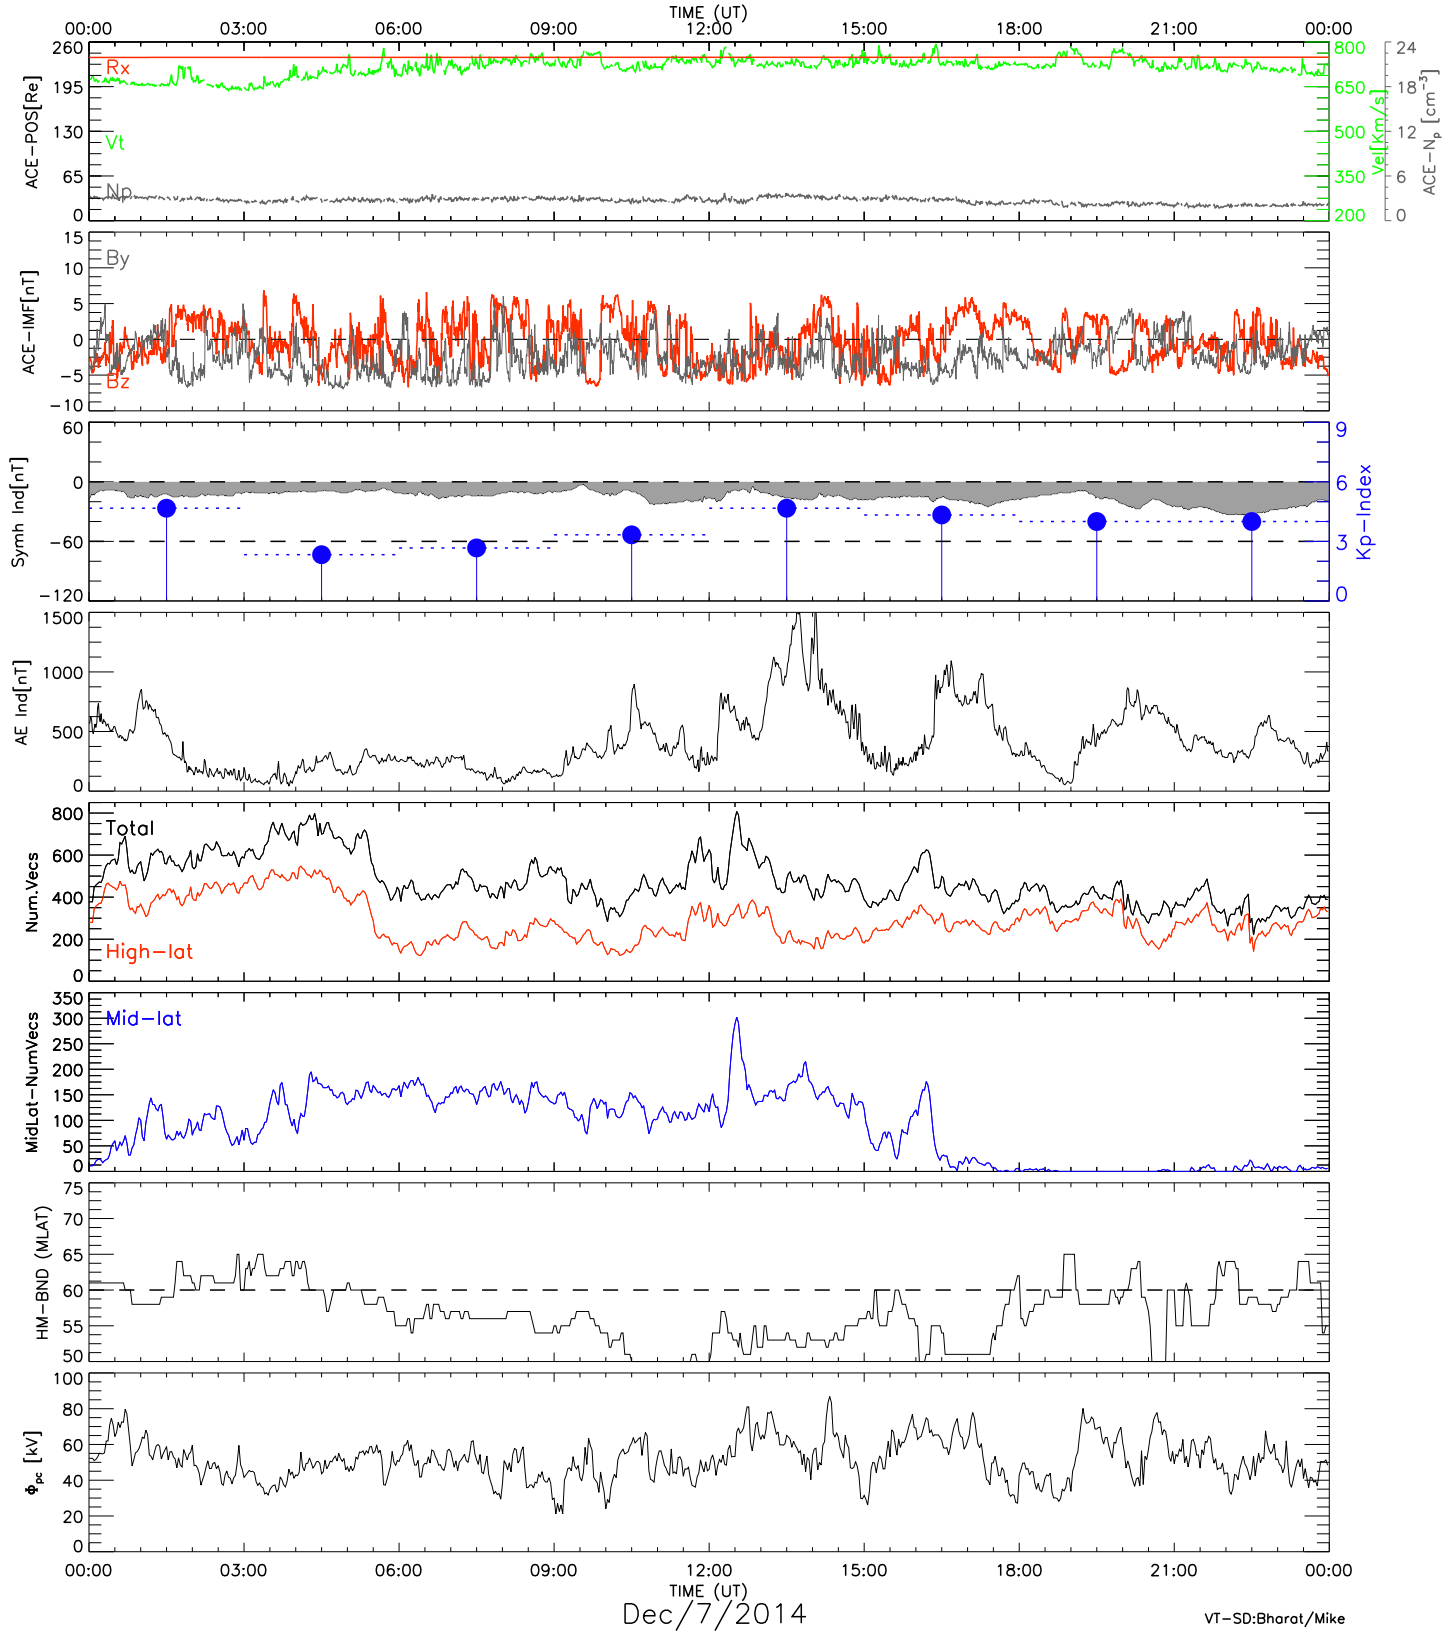 TIME (UT)
00:00 03:00 06:00 09:00 12:00 15:00 18:00 21:00 00:00
260 195 130 65 0
ACE-POS[Re]
Rx
Vt
Np
800 650 500 350 200
Vel[Km/s]
24 18 12 6 0
ACE-Np [cm⁻³]
15 10 5 0 -5 -10
ACE-IMF[nT]
By
Bz
60 0 -60 -120
Symh Ind[nT]
9 6 3 0
Kp-Index
1500 1000 500 0
AE Ind[nT]
800 600 400 200 0
Num.Vecs
Total
High-lat
350 300 250 200 150 100 50 0
MidLat-NumVecs
Mid-lat
75 70 65 60 55 50
HM-BND (MLAT)
100 80 60 40 20 0
Φpc [kV]
00:00 03:00 06:00 09:00 12:00 15:00 18:00 21:00 00:00
TIME (UT)
Dec/7/2014
VT-SD:Bharat/Mike